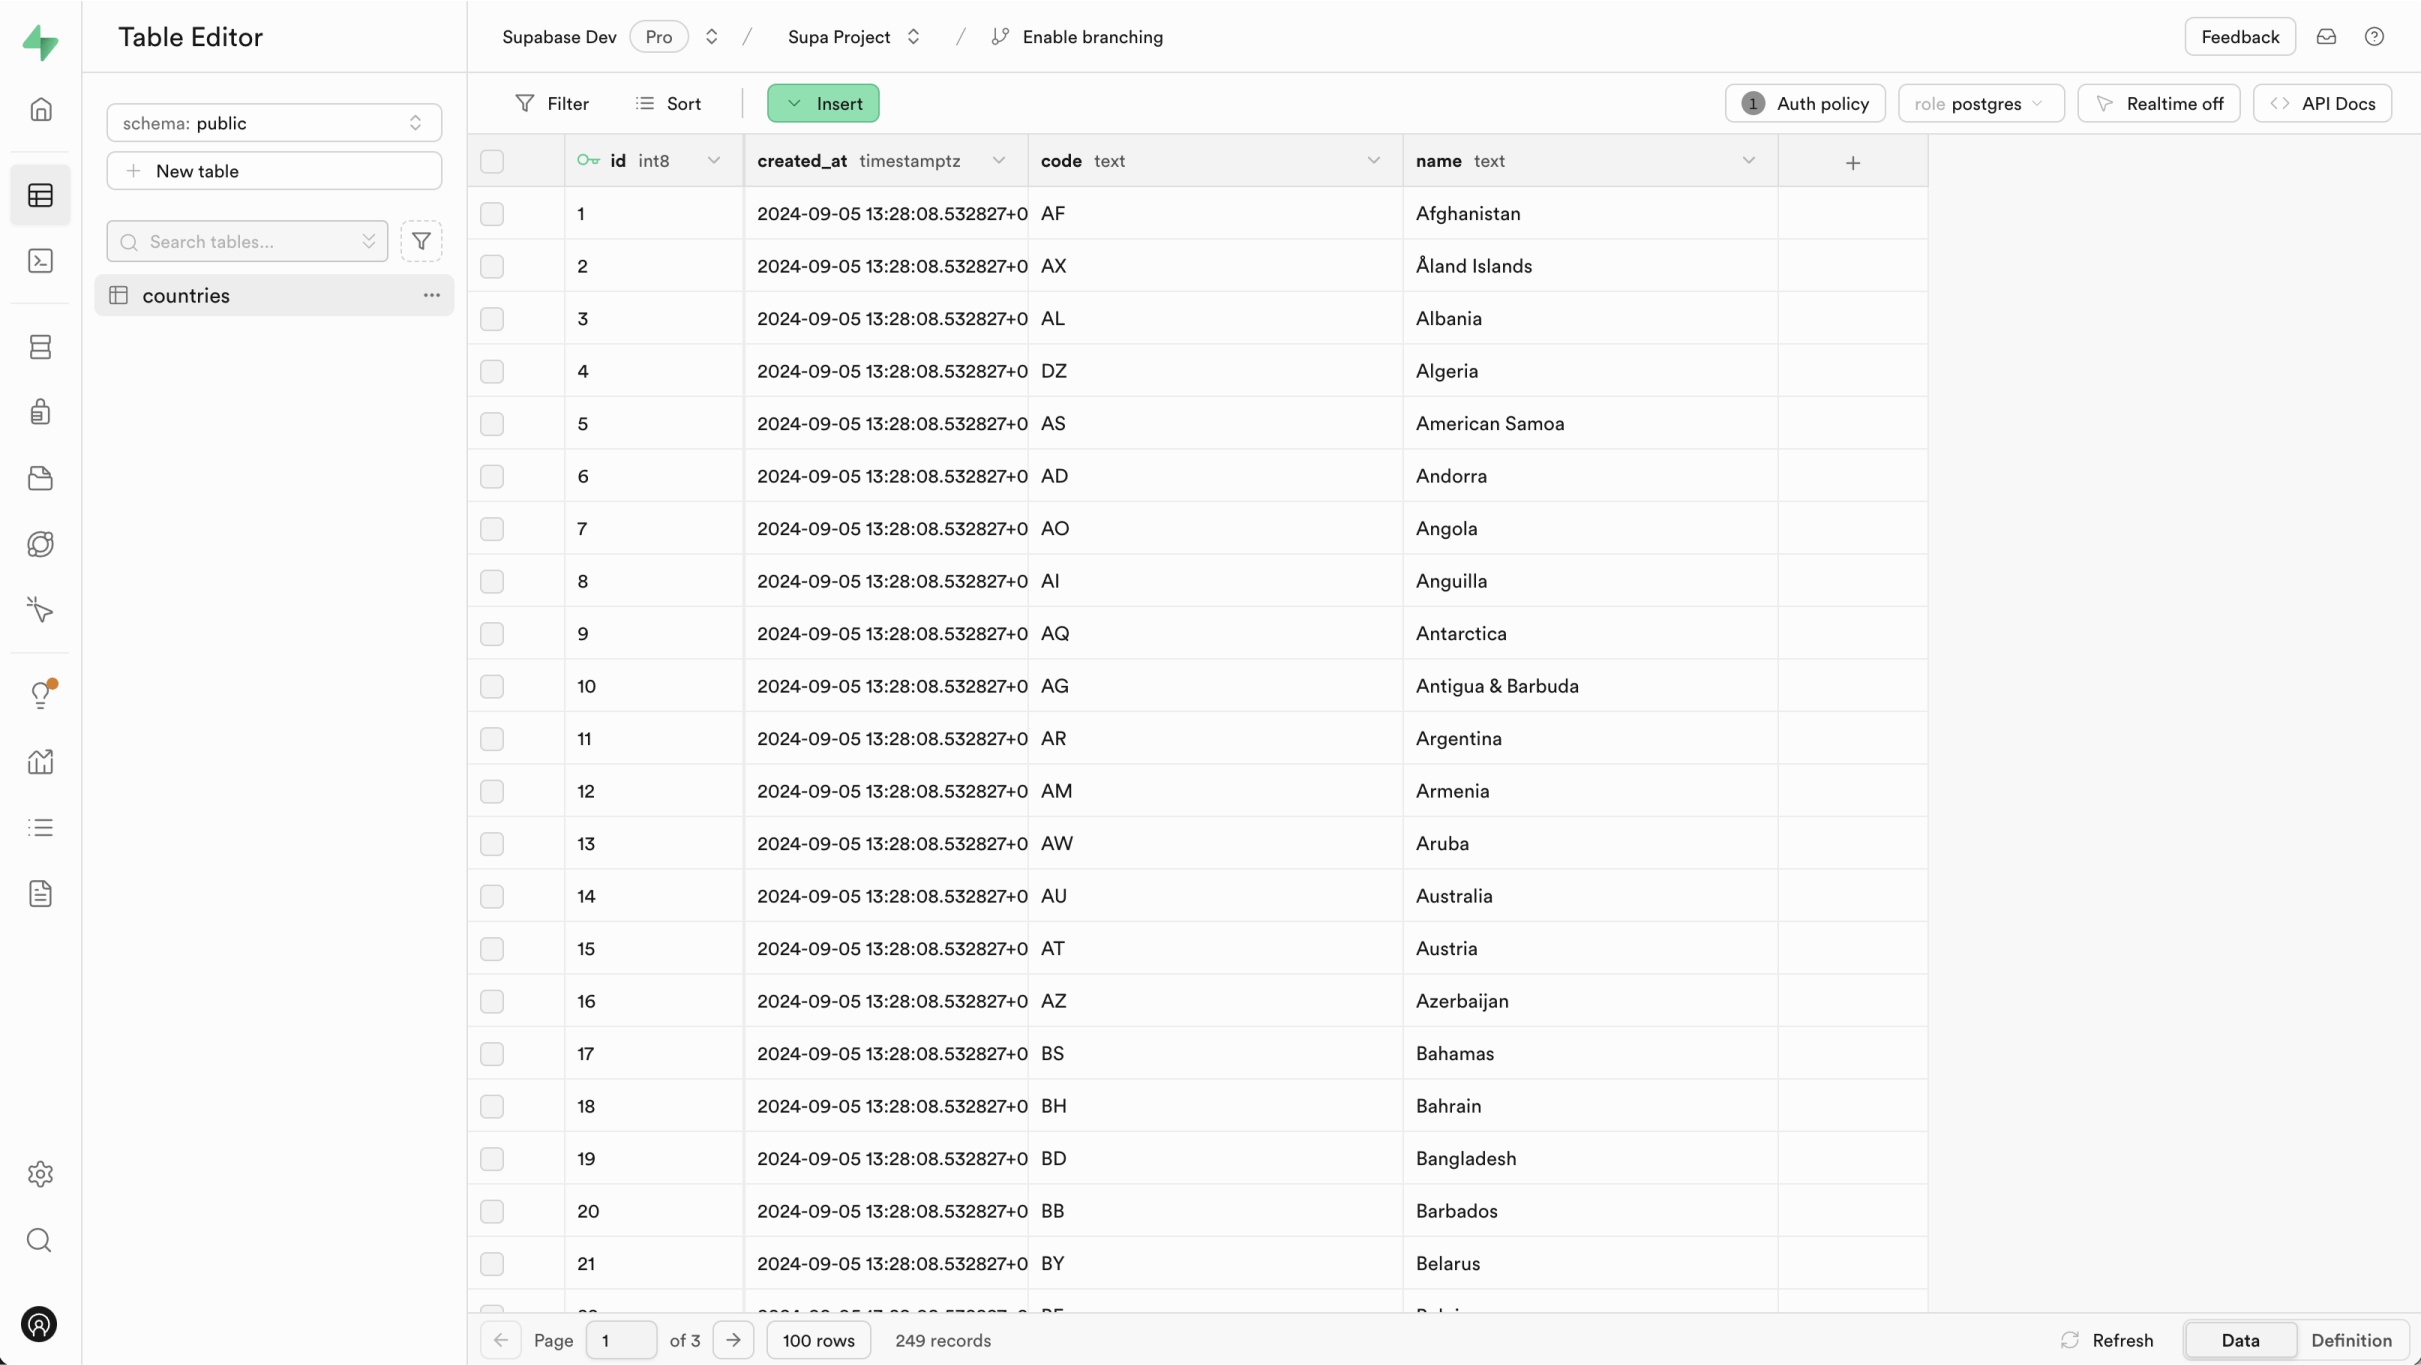 Table Editor
Supabase Dev Pro / Supa Project / Enable branching
Feedback
schema: public
New table
Search tables...
countries
Filter Sort Insert
1 Auth policy role postgres Realtime off API Docs
id int8 created_at timestamptz code text name text
1 2024-09-05 13:28:08.532827+0 AF Afghanistan
2 2024-09-05 13:28:08.532827+0 AX Åland Islands
3 2024-09-05 13:28:08.532827+0 AL Albania
4 2024-09-05 13:28:08.532827+0 DZ Algeria
5 2024-09-05 13:28:08.532827+0 AS American Samoa
6 2024-09-05 13:28:08.532827+0 AD Andorra
7 2024-09-05 13:28:08.532827+0 AO Angola
8 2024-09-05 13:28:08.532827+0 AI Anguilla
9 2024-09-05 13:28:08.532827+0 AQ Antarctica
10 2024-09-05 13:28:08.532827+0 AG Antigua & Barbuda
11 2024-09-05 13:28:08.532827+0 AR Argentina
12 2024-09-05 13:28:08.532827+0 AM Armenia
13 2024-09-05 13:28:08.532827+0 AW Aruba
14 2024-09-05 13:28:08.532827+0 AU Australia
15 2024-09-05 13:28:08.532827+0 AT Austria
16 2024-09-05 13:28:08.532827+0 AZ Azerbaijan
17 2024-09-05 13:28:08.532827+0 BS Bahamas
18 2024-09-05 13:28:08.532827+0 BH Bahrain
19 2024-09-05 13:28:08.532827+0 BD Bangladesh
20 2024-09-05 13:28:08.532827+0 BB Barbados
21 2024-09-05 13:28:08.532827+0 BY Belarus
Page 1 of 3 100 rows 249 records
Refresh Data Definition